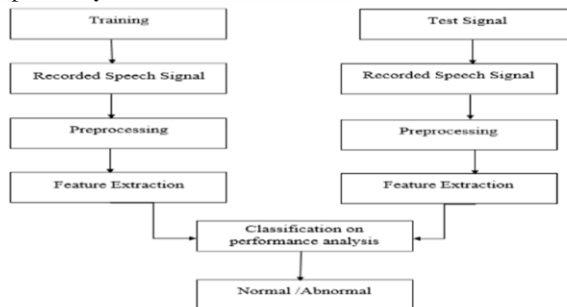 Training
Test Signal
Recorded Speech Signal
Recorded Speech Signal
Preprocessing
Preprocessing
Feature Extraction
Feature Extraction
Classification on
performance analysis
Normal /Abnormal